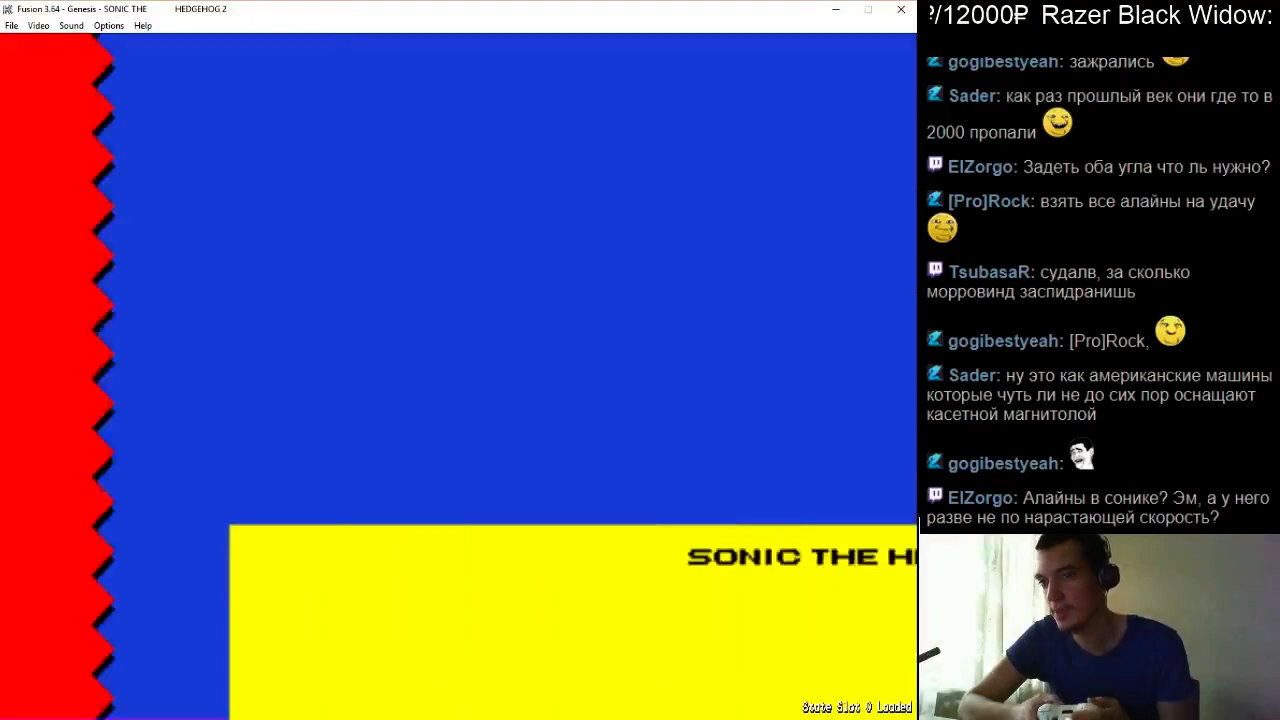 Fusion 3.64 - Genesis - SONIC THE HEDGEHOG 2
File Video Sound Options Help
SONIC THE H
State Slot 0 Loaded
₽/12000₽ Razer Black Widow:
gogibestyeah: зажрались
Sader: как раз прошлый век они где то в
2000 пропали
ElZorgo: Задеть оба угла что ль нужно?
[Pro]Rock: взять все алайны на удачу
TsubasaR: судалв, за сколько
морровинд заспидранишь
gogibestyeah: [Pro]Rock,
Sader: ну это как американские машины
которые чуть ли не до сих пор оснащают
касетной магнитолой
gogibestyeah:
ElZorgo: Алайны в сонике? Эм, а у него
разве не по нарастающей скорость?